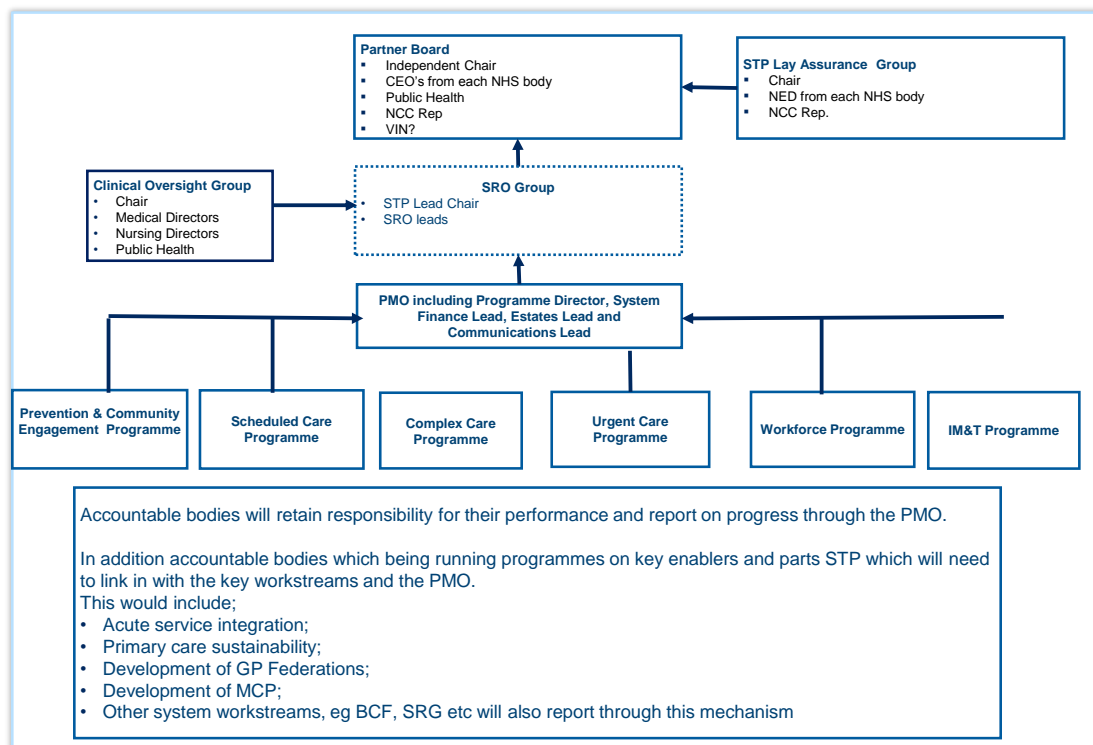 Partner Board
▪ Independent Chair
▪ CEO's from each NHS body
▪ Public Health
▪ NCC Rep
▪ VIN?
STP Lay Assurance Group
▪ Chair
▪ NED from each NHS body
▪ NCC Rep.
Clinical Oversight Group
• Chair
• Medical Directors
• Nursing Directors
• Public Health
SRO Group
• STP Lead Chair
• SRO leads
PMO including Programme Director, System
Finance Lead, Estates Lead and
Communications Lead
Prevention & Community
Engagement Programme
Scheduled Care
Programme
Complex Care
Programme
Urgent Care
Programme
Workforce Programme
IM&T Programme
Accountable bodies will retain responsibility for their performance and report on progress through the PMO.
In addition accountable bodies which being running programmes on key enablers and parts STP which will need
to link in with the key workstreams and the PMO.
This would include;
• Acute service integration;
• Primary care sustainability;
• Development of GP Federations;
• Development of MCP;
• Other system workstreams, eg BCF, SRG etc will also report through this mechanism